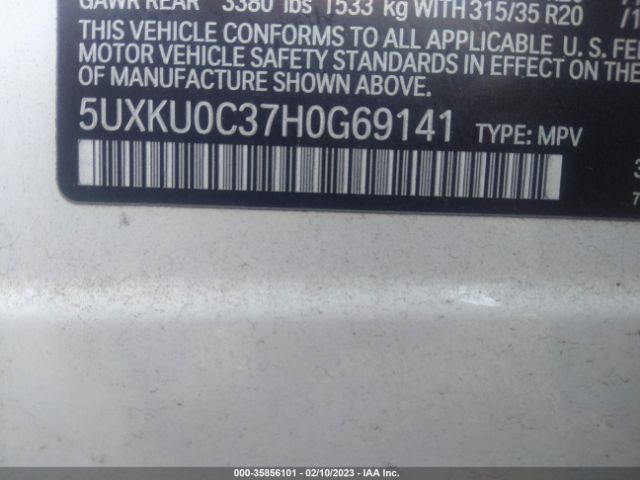 GAWR REAR 3380 lbs 1533 kg WITH 315/35 R20
THIS VEHICLE CONFORMS TO ALL APPLICABLE U.S. FE
MOTOR VEHICLE SAFETY STANDARDS IN EFFECT ON THE
MANUFACTURE SHOWN ABOVE.
5UXKU0C37H0G69141 TYPE: MPV
000-35856101 - 02/10/2023 - IAA Inc.